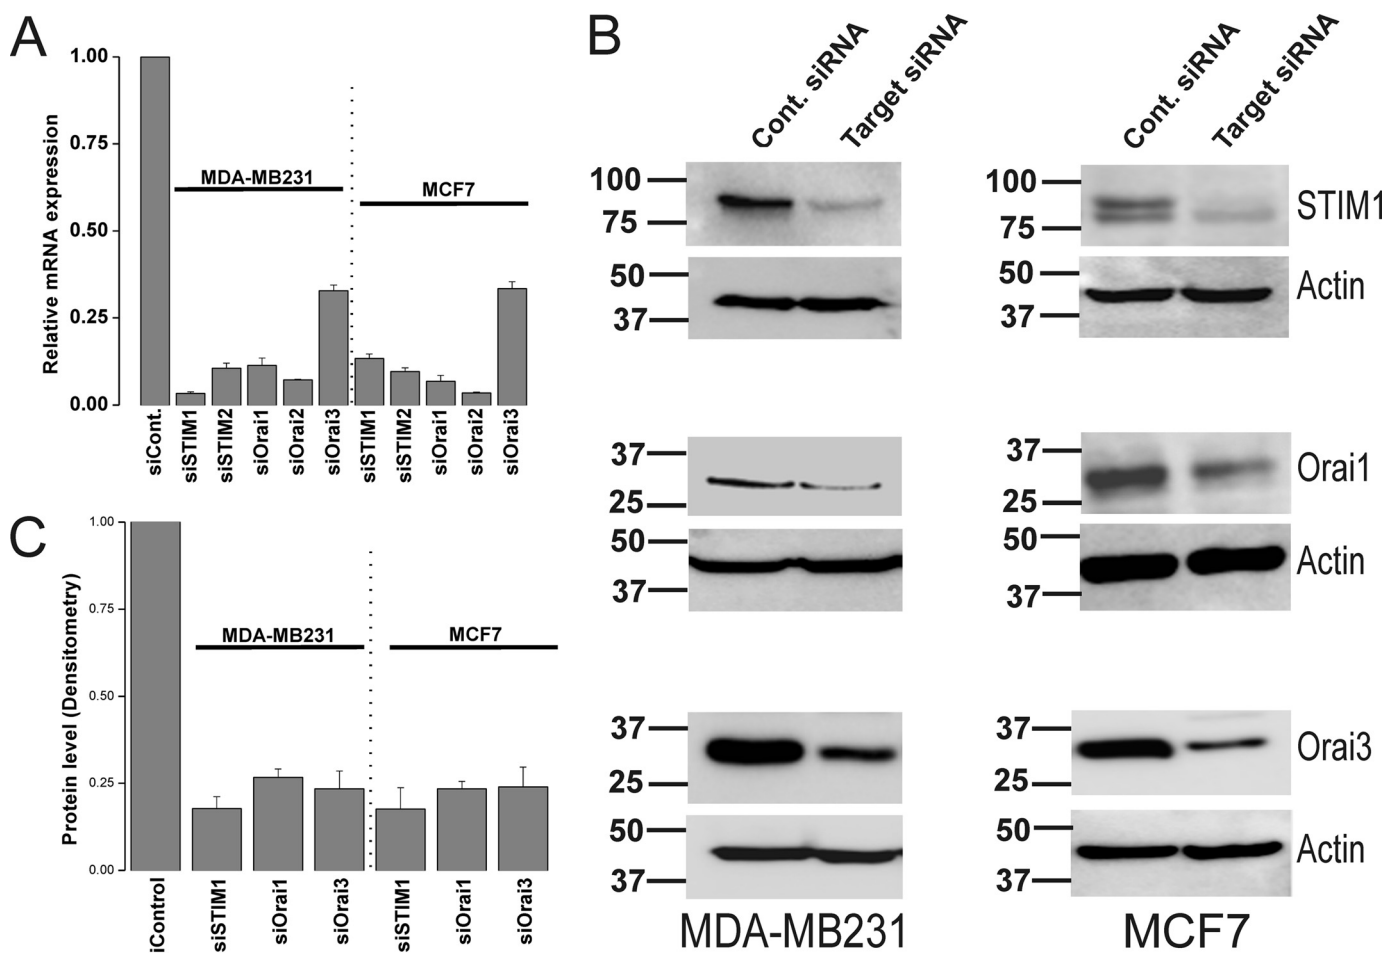 A
1.00
0.75
0.50
0.25
0.00
Relative mRNA expression
MDA-MB231
MCF7
siCont.
siSTIM1
siSTIM2
siOrai1
siOrai2
siOrai3
siSTIM1
siSTIM2
siOrai1
siOrai2
siOrai3
B
Cont. siRNA
Target siRNA
Cont. siRNA
Target siRNA
100
75
100
75
STIM1
50
37
50
37
Actin
37
25
37
25
Orai1
50
37
50
37
Actin
37
25
37
25
Orai3
50
37
50
37
Actin
MDA-MB231
MCF7
C
1.00
0.75
0.50
0.25
0.00
Protein level (Densitometry)
MDA-MB231
MCF7
iControl
siSTIM1
siOrai1
siOrai3
siSTIM1
siOrai1
siOrai3